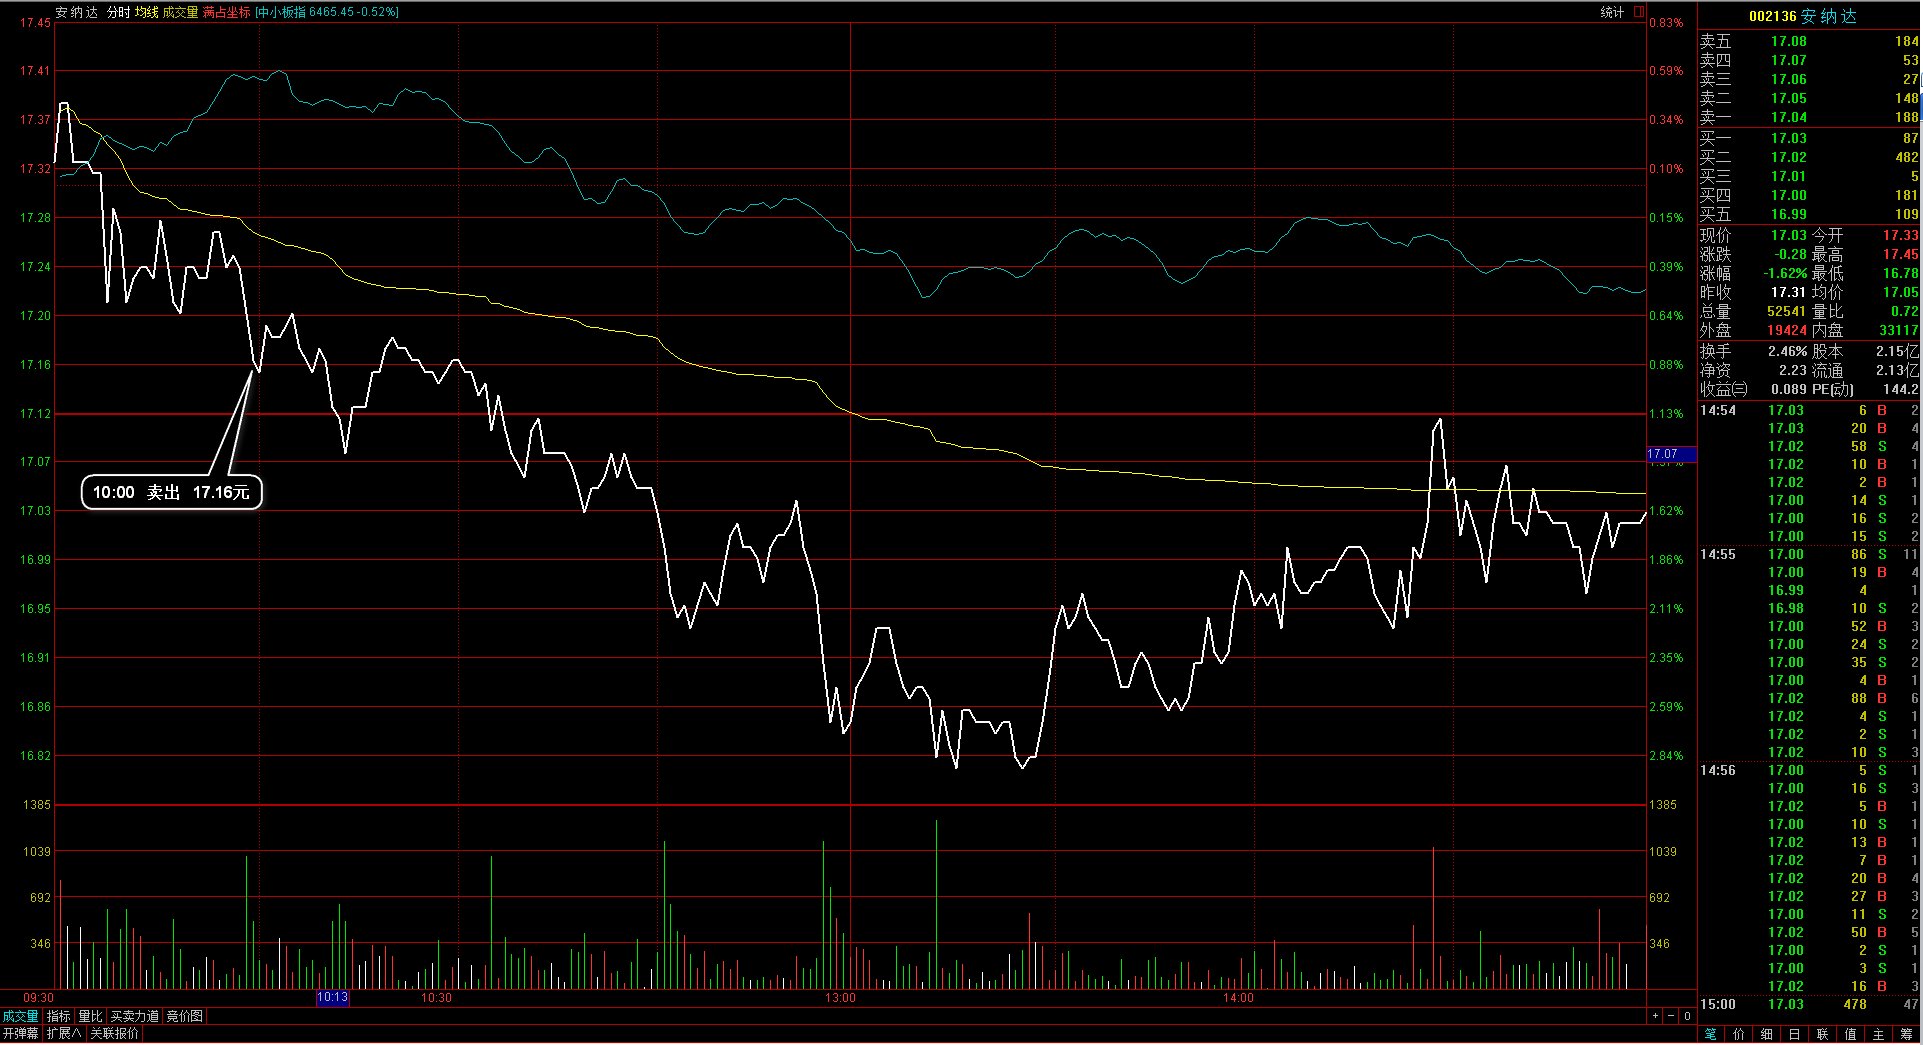 安纳达 分时 均线 成交量 满占坐标 [中小板指 6465.45 -0.52%] 统计
17.45 0.83%
17.41 0.59%
17.37 0.34%
17.32 0.10%
17.28 0.15%
17.24 0.39%
17.20 0.64%
17.16 0.88%
17.12 1.13%
17.07 17.07
17.03 1.62%
16.99 1.86%
16.95 2.11%
16.91 2.35%
16.86 2.59%
16.82 2.84%
1385 1385
1039 1039
692 692
346 346
10:00 卖出 17.16元
09:30 10:13 10:30 13:00 14:00
成交量 指标 量比 买卖力道 竞价图 + - 0
开弹幕 扩展∧ 关联报价
002136 安纳达
卖五 17.08 184
卖四 17.07 53
卖三 17.06 27
卖二 17.05 148
卖一 17.04 188
买一 17.03 87
买二 17.02 482
买三 17.01 5
买四 17.00 181
买五 16.99 109
现价 17.03 今开 17.33
涨跌 -0.28 最高 17.45
涨幅 -1.62% 最低 16.78
昨收 17.31 均价 17.05
总量 52541 量比 0.72
外盘 19424 内盘 33117
换手 2.46% 股本 2.15亿
净资 2.23 流通 2.13亿
收益㈢ 0.089 PE(动) 144.2
14:54 17.03 6 B 2
17.03 20 B 4
17.02 58 S 4
17.02 10 B 1
17.02 2 B 1
17.00 14 S 1
17.00 16 S 2
17.00 15 S 2
14:55 17.00 86 S 11
17.00 19 B 4
16.99 4 1
16.98 10 S 2
17.00 52 B 3
17.00 24 S 2
17.00 35 S 2
17.00 4 B 1
17.02 88 B 6
17.02 4 S 1
17.02 2 S 1
17.02 10 S 3
14:56 17.00 5 S 1
17.00 16 S 3
17.02 5 B 1
17.00 10 S 1
17.02 13 B 1
17.02 7 B 1
17.02 20 B 4
17.02 27 B 3
17.00 11 S 2
17.02 50 B 5
17.00 2 S 1
17.00 3 S 1
17.02 16 B 3
15:00 17.03 478 47
笔 价 细 日 联 值 主 筹